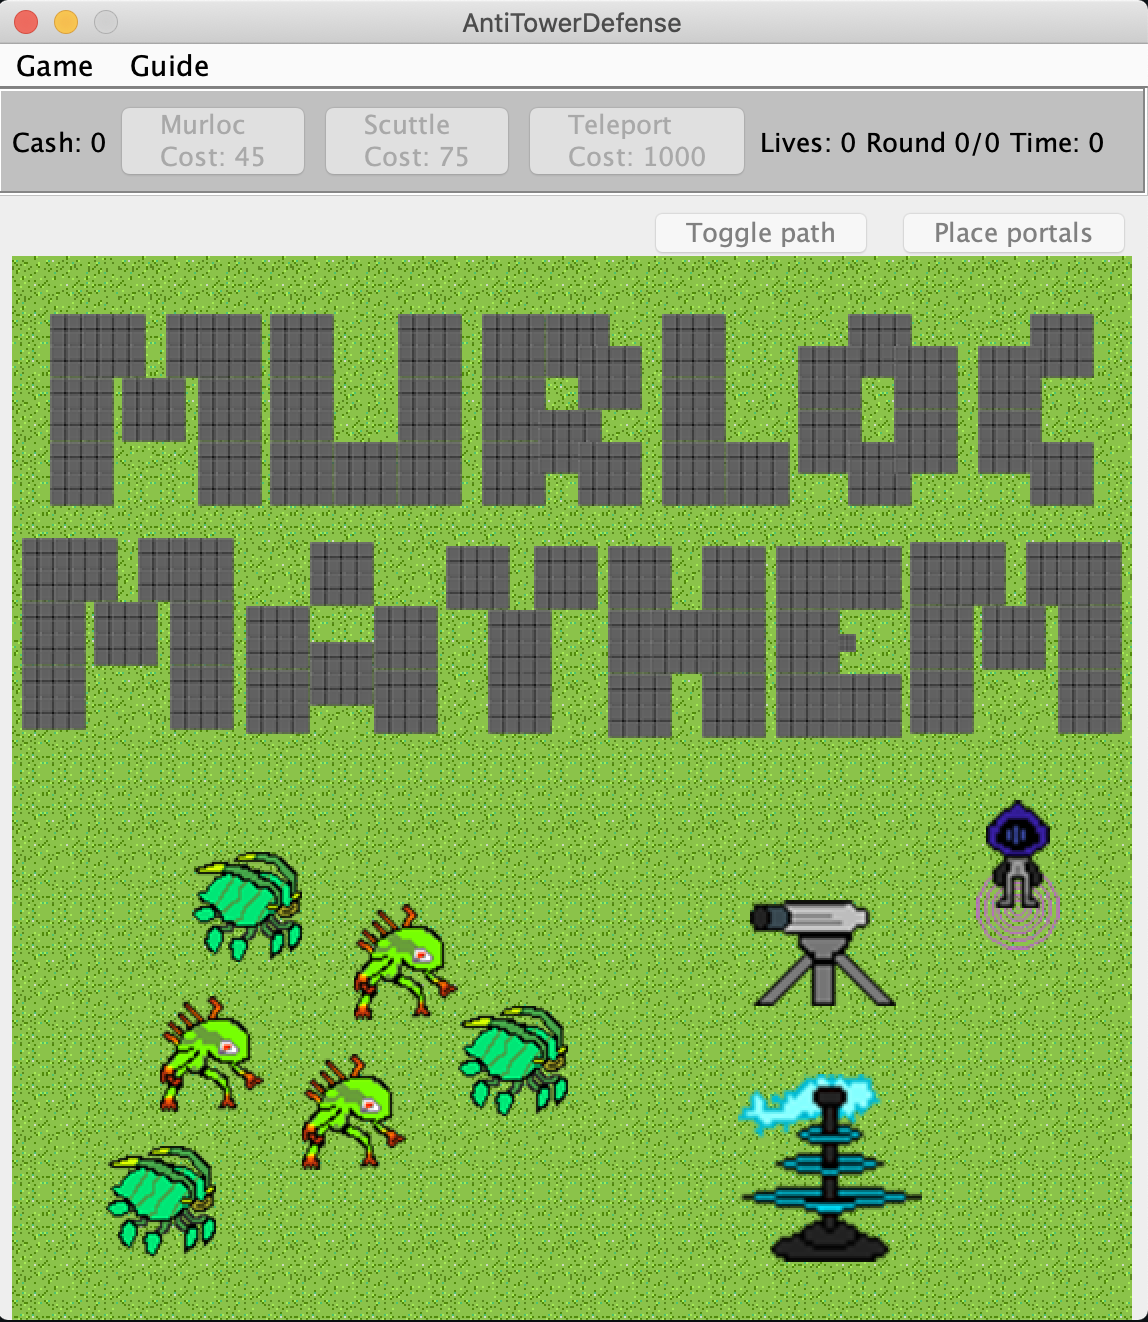 AntiTowerDefense
Game Guide
Cash: 0 Murloc Cost: 45 Scuttle Cost: 75 Teleport Cost: 1000 Lives: 0 Round 0/0 Time: 0
Toggle path Place portals
MURLOC
MAYHEM